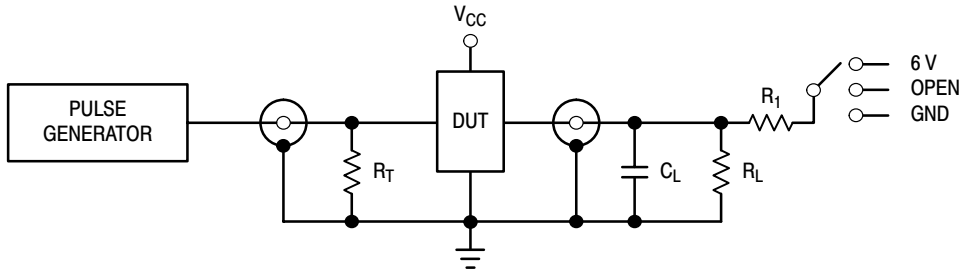 V_CC
PULSE
GENERATOR
DUT
R_T
C_L
R_L
R_1
6 V
OPEN
GND